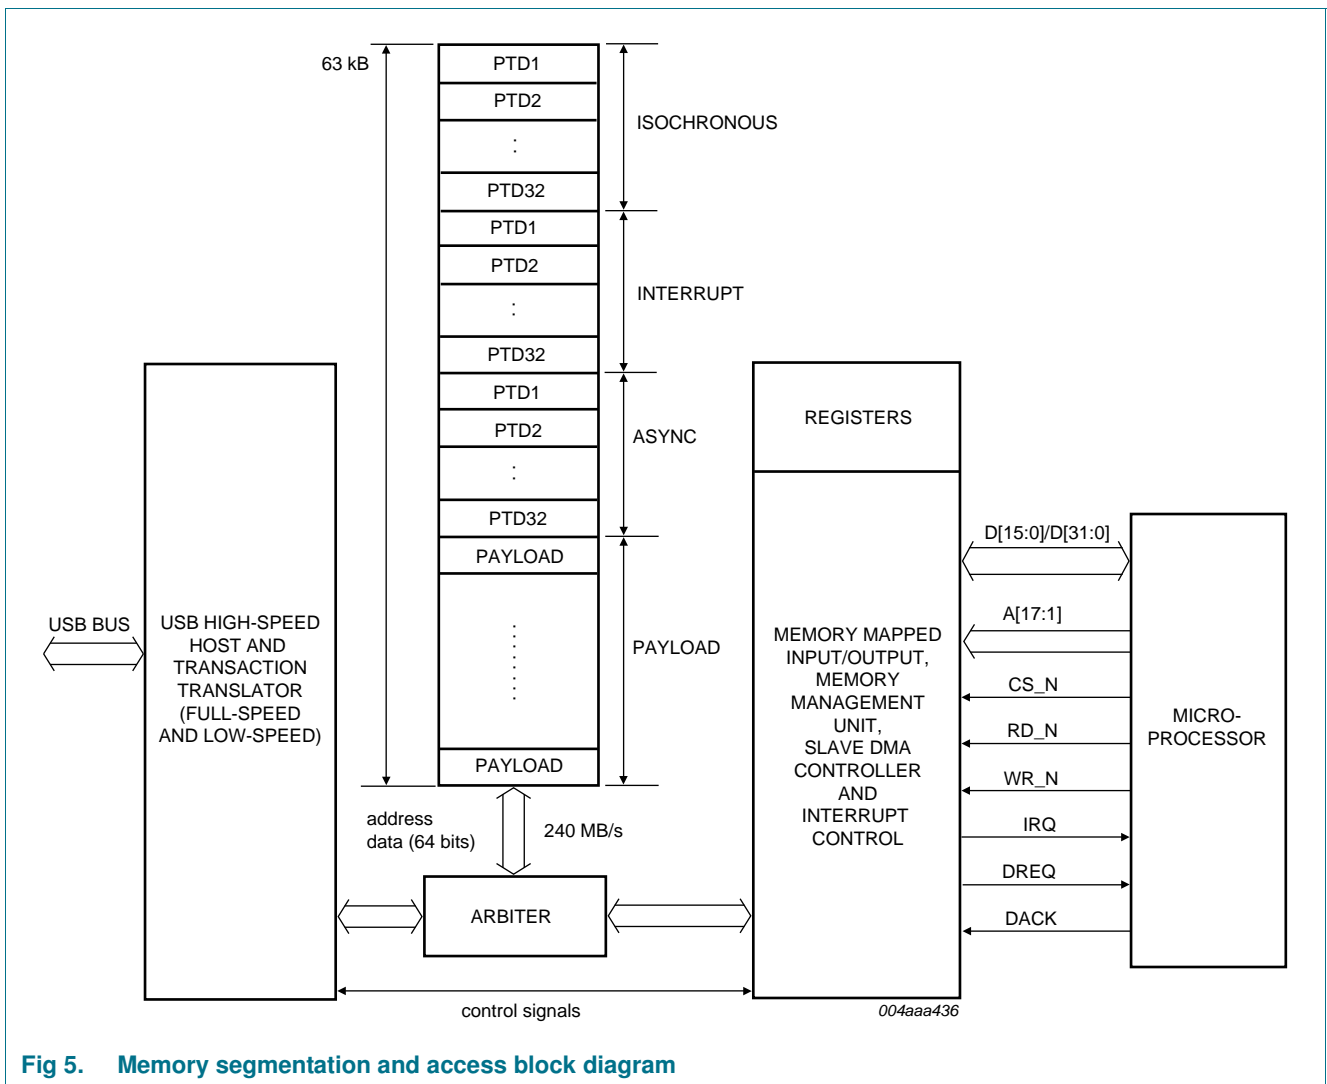 63 kB
PTD1
PTD2
:
PTD32
ISOCHRONOUS
PTD1
PTD2
:
PTD32
INTERRUPT
PTD1
PTD2
:
PTD32
ASYNC
PAYLOAD
PAYLOAD
PAYLOAD
USB BUS
USB HIGH-SPEED
HOST AND
TRANSACTION
TRANSLATOR
(FULL-SPEED
AND LOW-SPEED)
address
data (64 bits)
240 MB/s
ARBITER
control signals
REGISTERS
MEMORY MAPPED
INPUT/OUTPUT,
MEMORY
MANAGEMENT
UNIT,
SLAVE DMA
CONTROLLER
AND
INTERRUPT
CONTROL
D[15:0]/D[31:0]
A[17:1]
CS_N
RD_N
WR_N
IRQ
DREQ
DACK
MICRO-
PROCESSOR
004aaa436
Fig 5. Memory segmentation and access block diagram